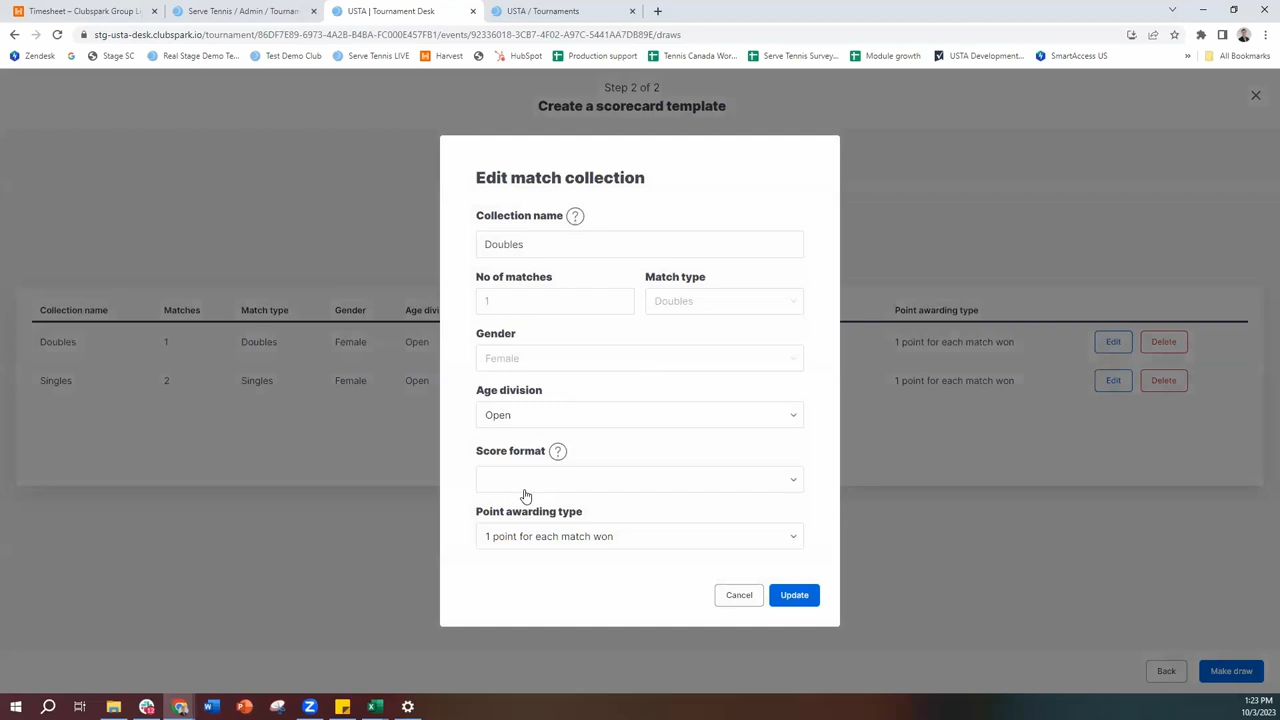 Timesheet – Clubspark Group L
Serve Tennis / Admin / Tournam
USTA | Tournament Desk
USTA / Tournaments
stg-usta-desk.clubspark.io/tournament/86DF7E89-6973-4A2B-B4BA-FC000E457FB1/events/92336018-3CB7-4F02-A97C-5441AA7DB89E/draws
Zendesk
Stage SC
Real Stage Demo Te...
Test Demo Club
Serve Tennis LIVE
Harvest
HubSpot
Production support
Tennis Canada Wor...
Serve Tennis Survey...
Module growth
USTA Development...
SmartAccess US
»
All Bookmarks
Step 2 of 2
Create a scorecard template
Edit match collection
Collection name ?
Doubles
No of matches Match type
1 Doubles
Gender
Female
Age division
Open
Score format ?
Point awarding type
1 point for each match won
Cancel Update
Collection name Matches Match type Gender Age divi Point awarding type
Doubles 1 Doubles Female Open 1 point for each match won Edit Delete
Singles 2 Singles Female Open 1 point for each match won Edit Delete
Back Make draw
1:23 PM
10/3/2023